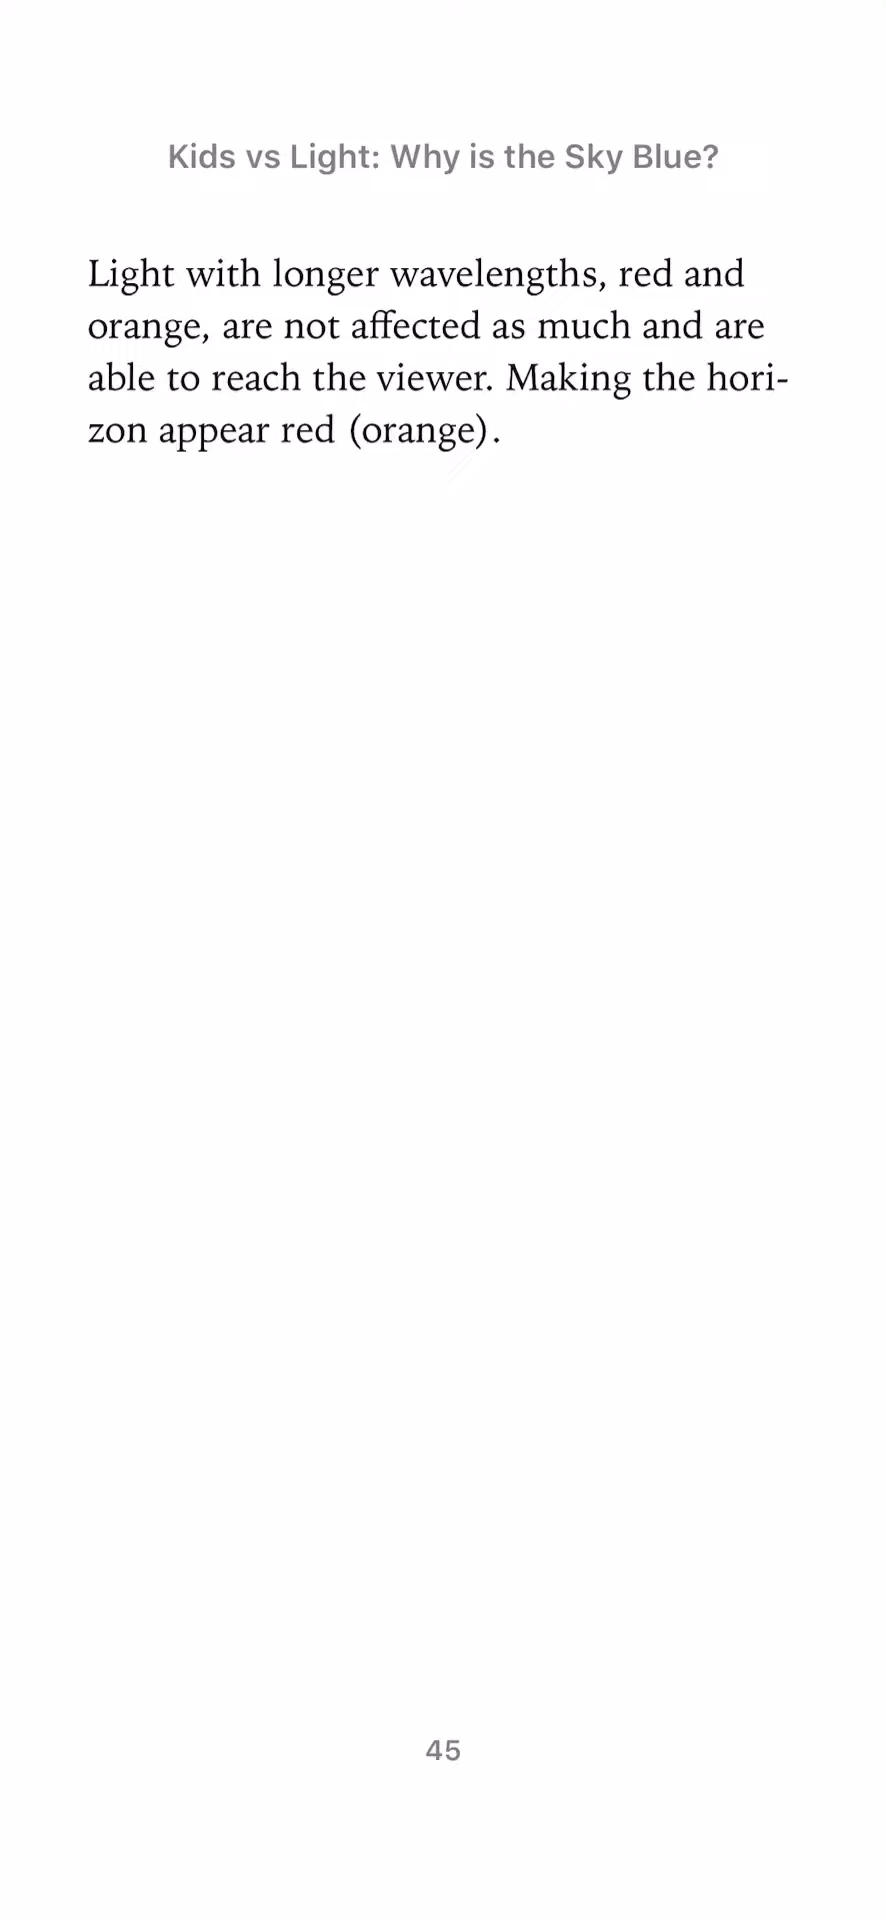 Kids vs Light: Why is the Sky Blue?
Light with longer wavelengths, red and
orange, are not affected as much and are
able to reach the viewer. Making the hori-
zon appear red (orange).
45